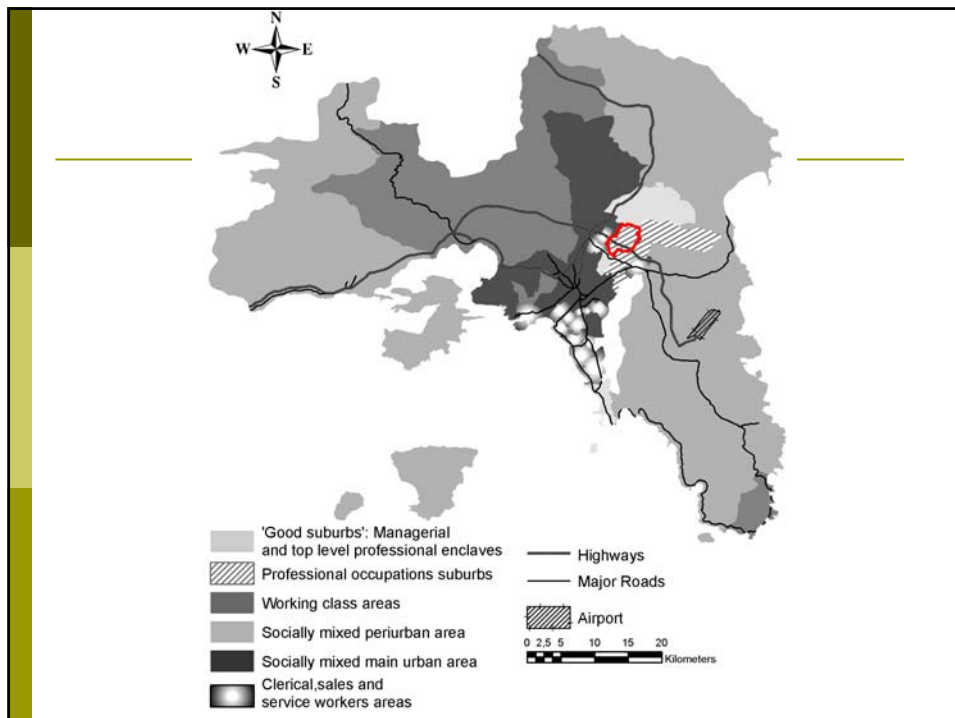 N
W E
S
'Good suburbs': Managerial
and top level professional enclaves
Professional occupations suburbs
Working class areas
Socially mixed periurban area
Socially mixed main urban area
Clerical,sales and
service workers areas
Highways
Major Roads
Airport
0 2,5 5 10 15 20
Kilometers